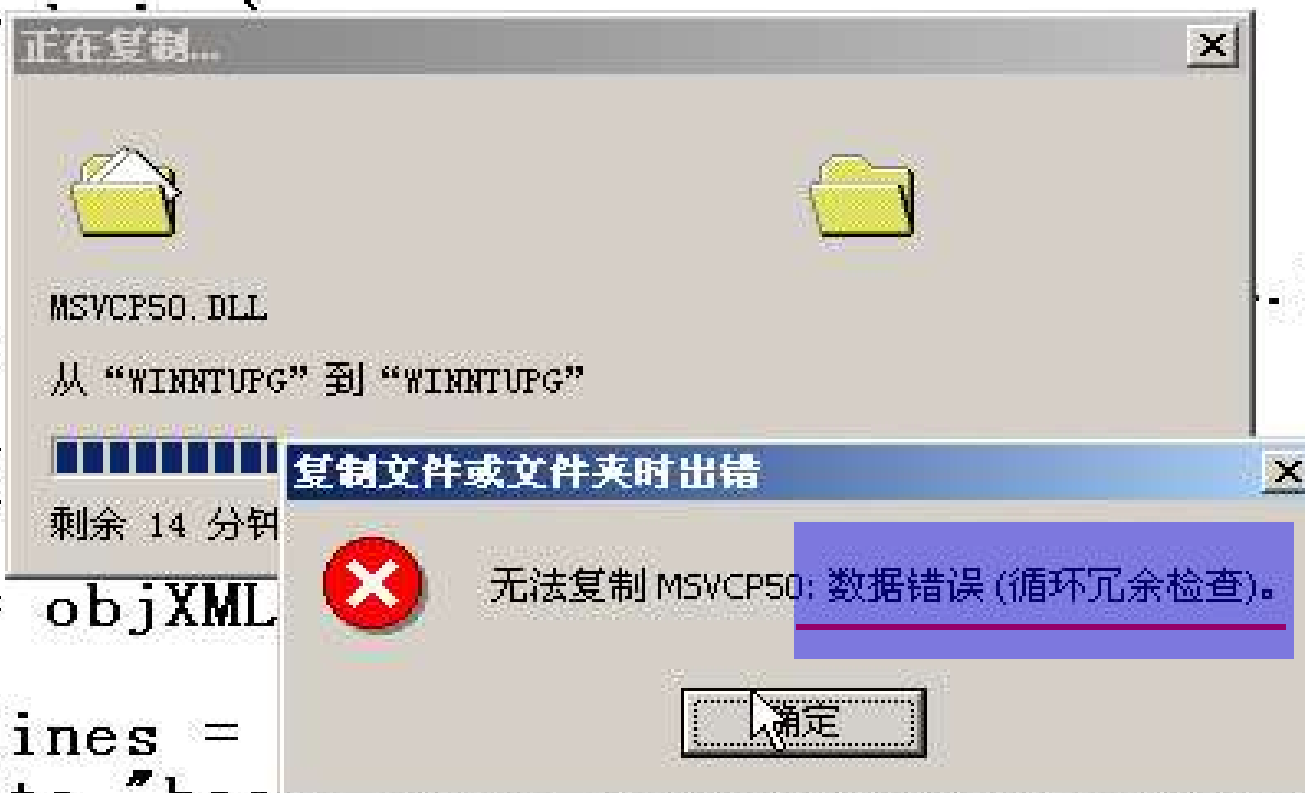 正在复制...
MSVCP50.DLL
从“WINNTUPG”到“WINNTUPG”
剩余 14 分钟
复制文件或文件夹时出错
无法复制 MSVCP50: 数据错误(循环冗余检查)。
确定
objXML
ines =